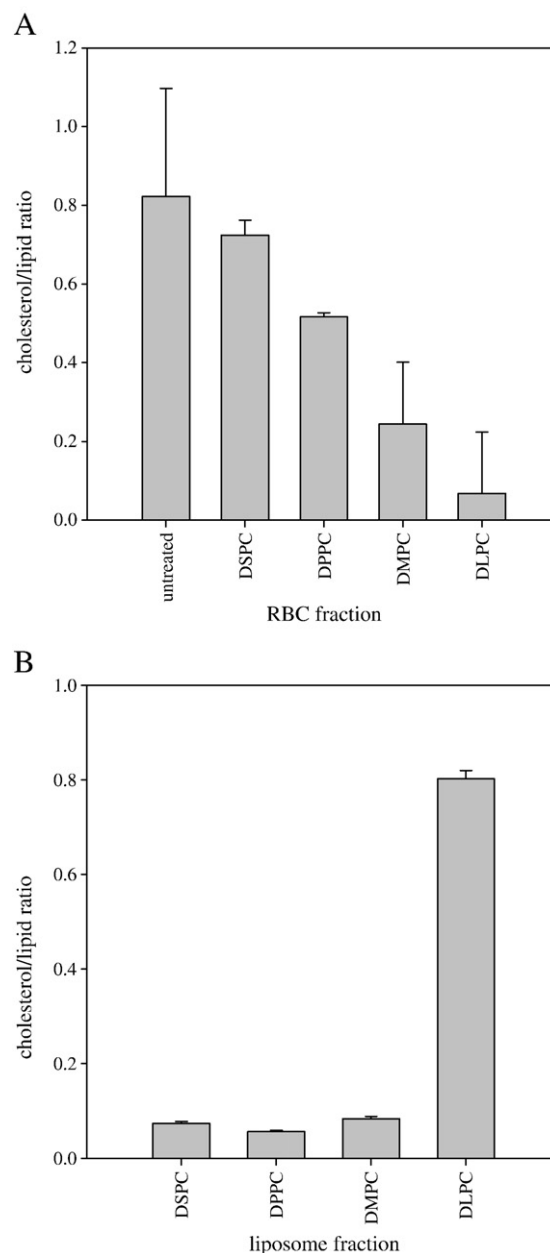 A
1.2
1.0
0.8
0.6
0.4
0.2
0.0
cholesterol/lipid ratio
untreated
DSPC
DPPC
DMPC
DLPC
RBC fraction
B
1.0
0.8
0.6
0.4
0.2
0.0
cholesterol/lipid ratio
DSPC
DPPC
DMPC
DLPC
liposome fraction